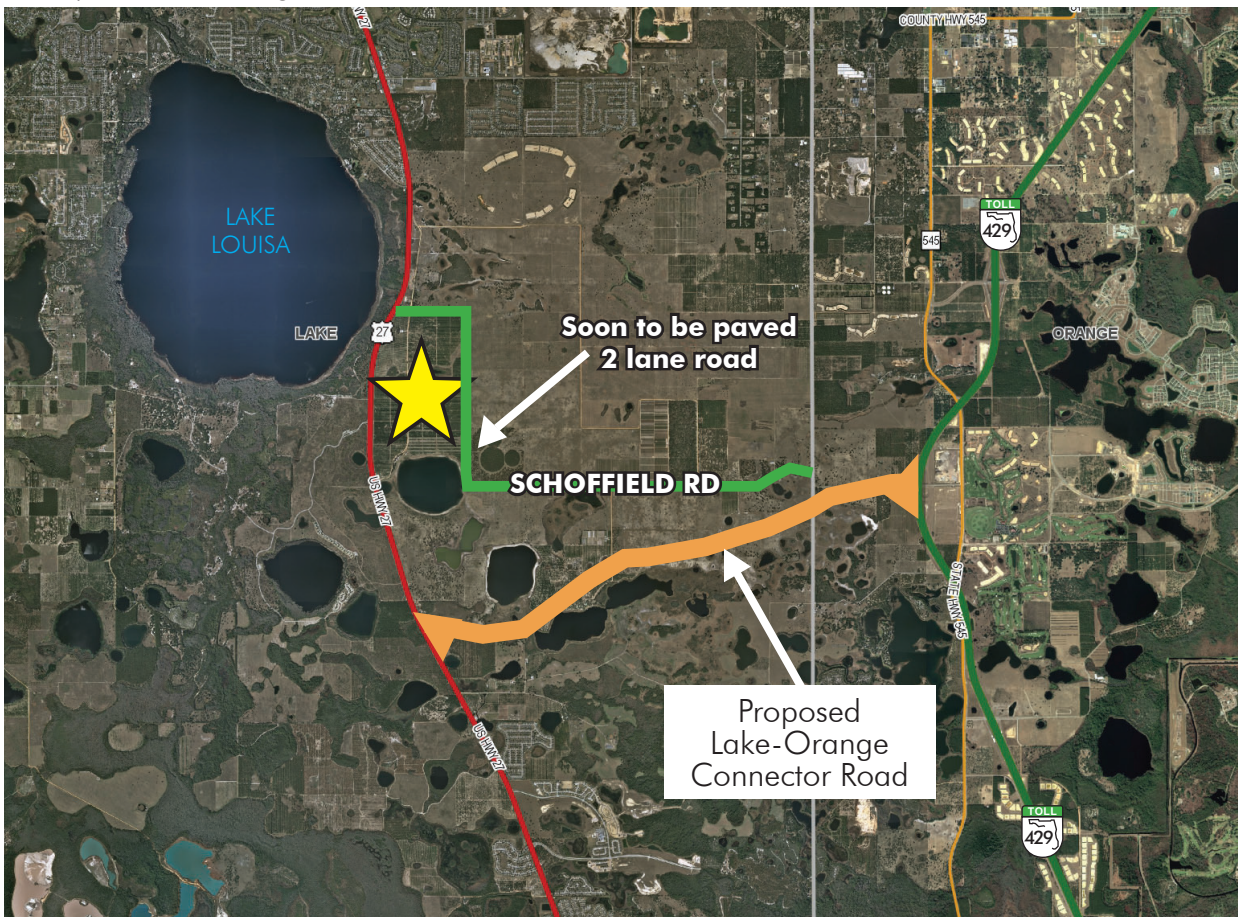 W 27
COUNTY HWY 545
TOLL
429
545
LAKE
LOUISA
LAKE
27
ORANGE
Soon to be paved
2 lane road
SCHOFFIELD RD
US HWY 27
STATE HWY 545
Proposed
Lake-Orange
Connector Road
US HWY 27
TOLL
429